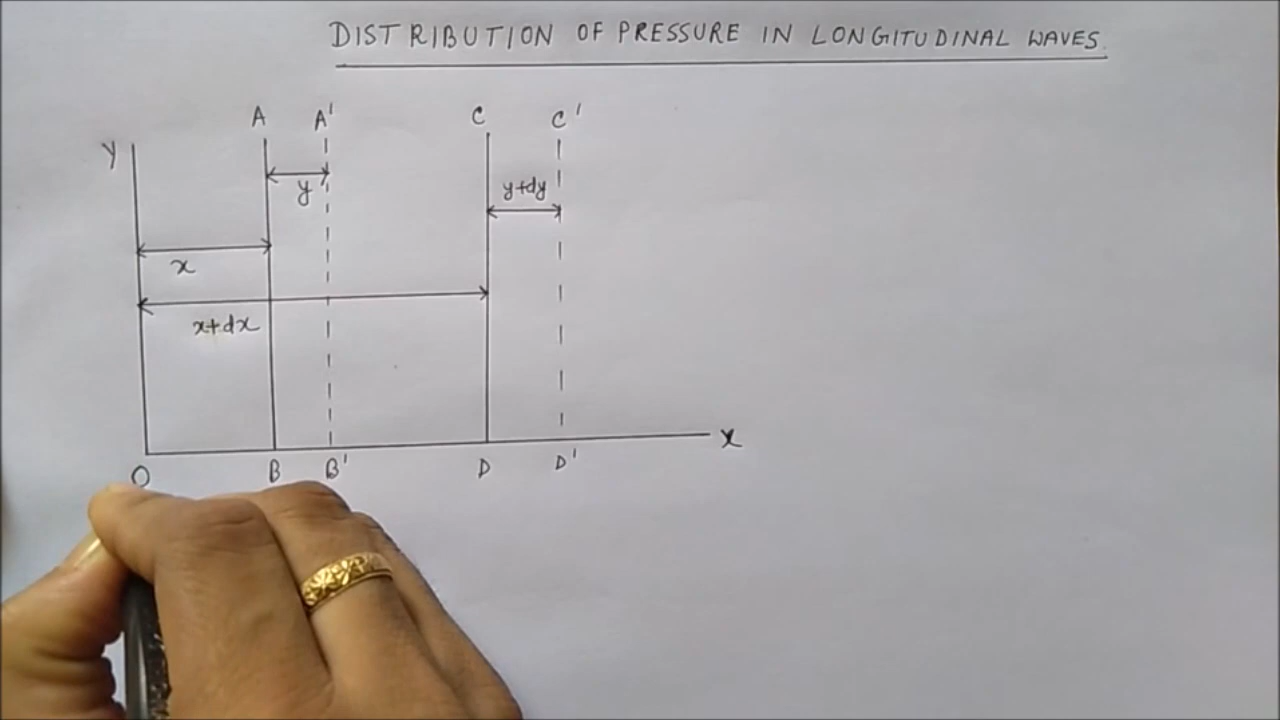 DISTRIBUTION OF PRESSURE IN LONGITUDINAL WAVES.
A A' C C'
Y
y y+dy
x
x+dx
X
O B B' D D'